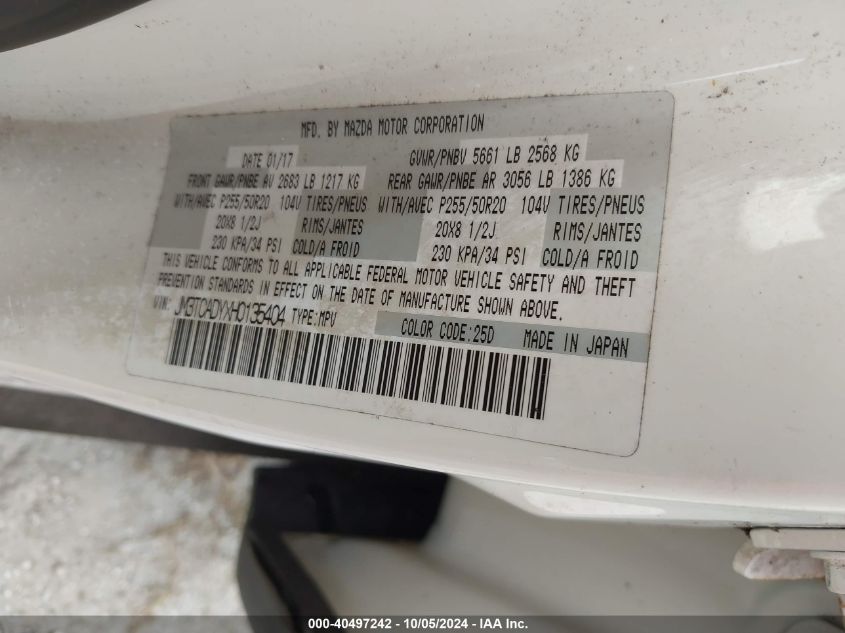 MFD. BY MAZDA MOTOR CORPORATION
DATE 01/17 GVWR/PNBV 5661 LB 2568 KG
FRONT GAWR/PNBE AV 2683 LB 1217 KG REAR GAWR/PNBE AR 3056 LB 1386 KG
WITH/AVEC P255/50R20 104V TIRES/PNEUS WITH/AVEC P255/50R20 104V TIRES/PNEUS
20X8 1/2J RIMS/JANTES 20X8 1/2J RIMS/JANTES
230 KPA/34 PSI COLD/A FROID 230 KPA/34 PSI COLD/A FROID
THIS VEHICLE CONFORMS TO ALL APPLICABLE FEDERAL MOTOR VEHICLE SAFETY AND THEFT
PREVENTION STANDARDS IN EFFECT ON THE DATE OF MANUFACTURE SHOWN ABOVE.
VIN: JM3TCADYXH0135404 TYPE:MPV
COLOR CODE:25D MADE IN JAPAN
000-40497242 - 10/05/2024 - IAA Inc.